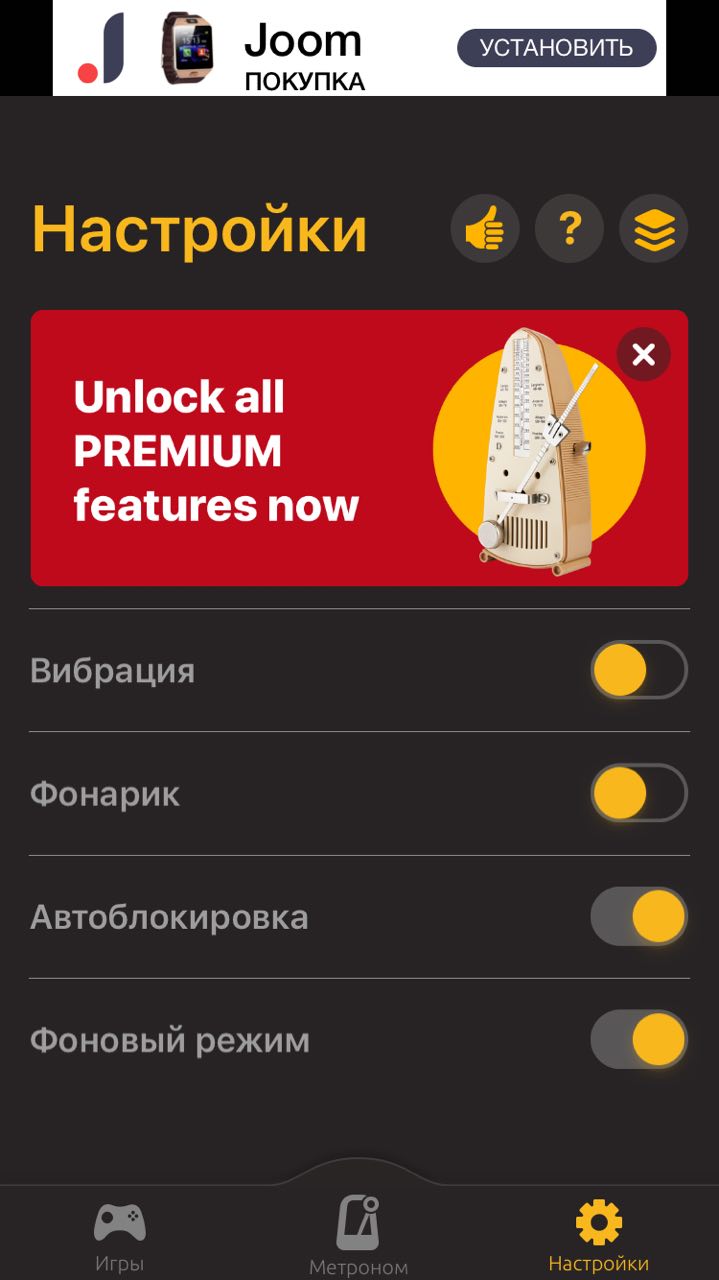 Joom
ПОКУПКА
УСТАНОВИТЬ
Настройки
?
Unlock all
PREMIUM
features now
Вибрация
Фонарик
Автоблокировка
Фоновый режим
Игры
Метроном
Настройки